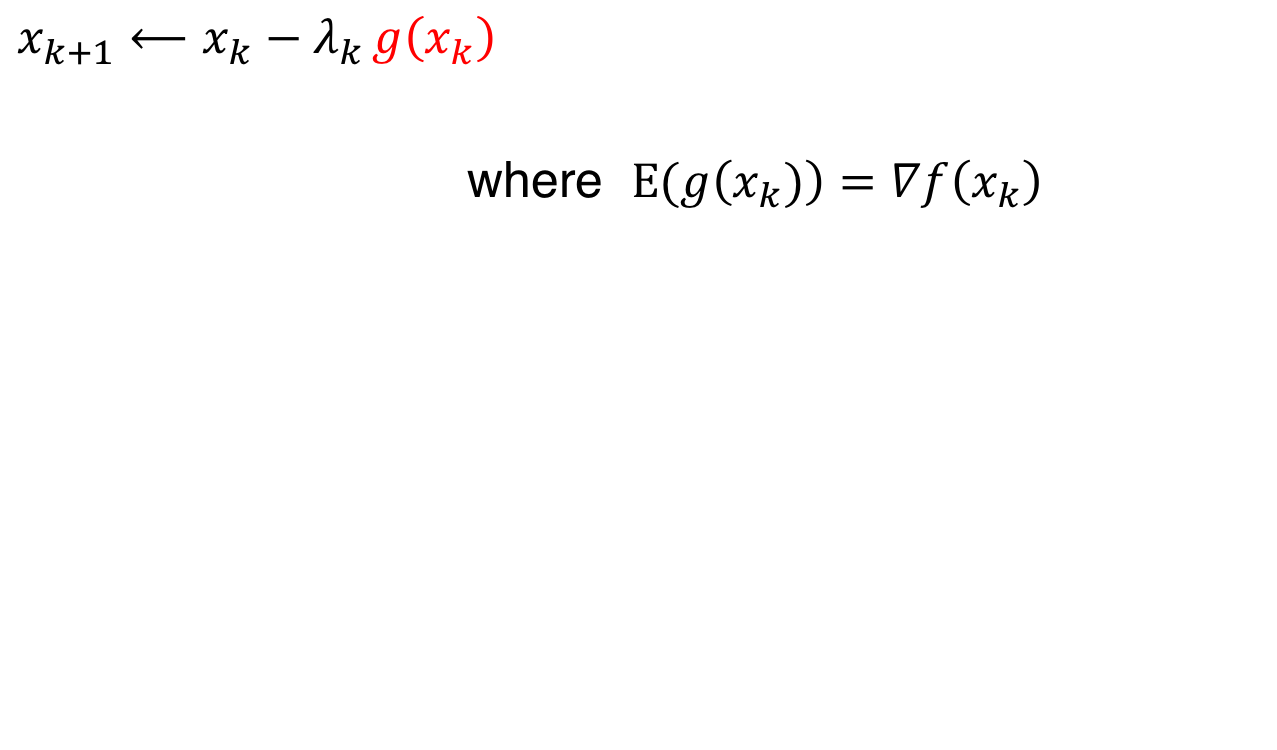 x_{k+1} ⟵ x_k − λ_k g(x_k)
where E(g(x_k)) = ∇f(x_k)